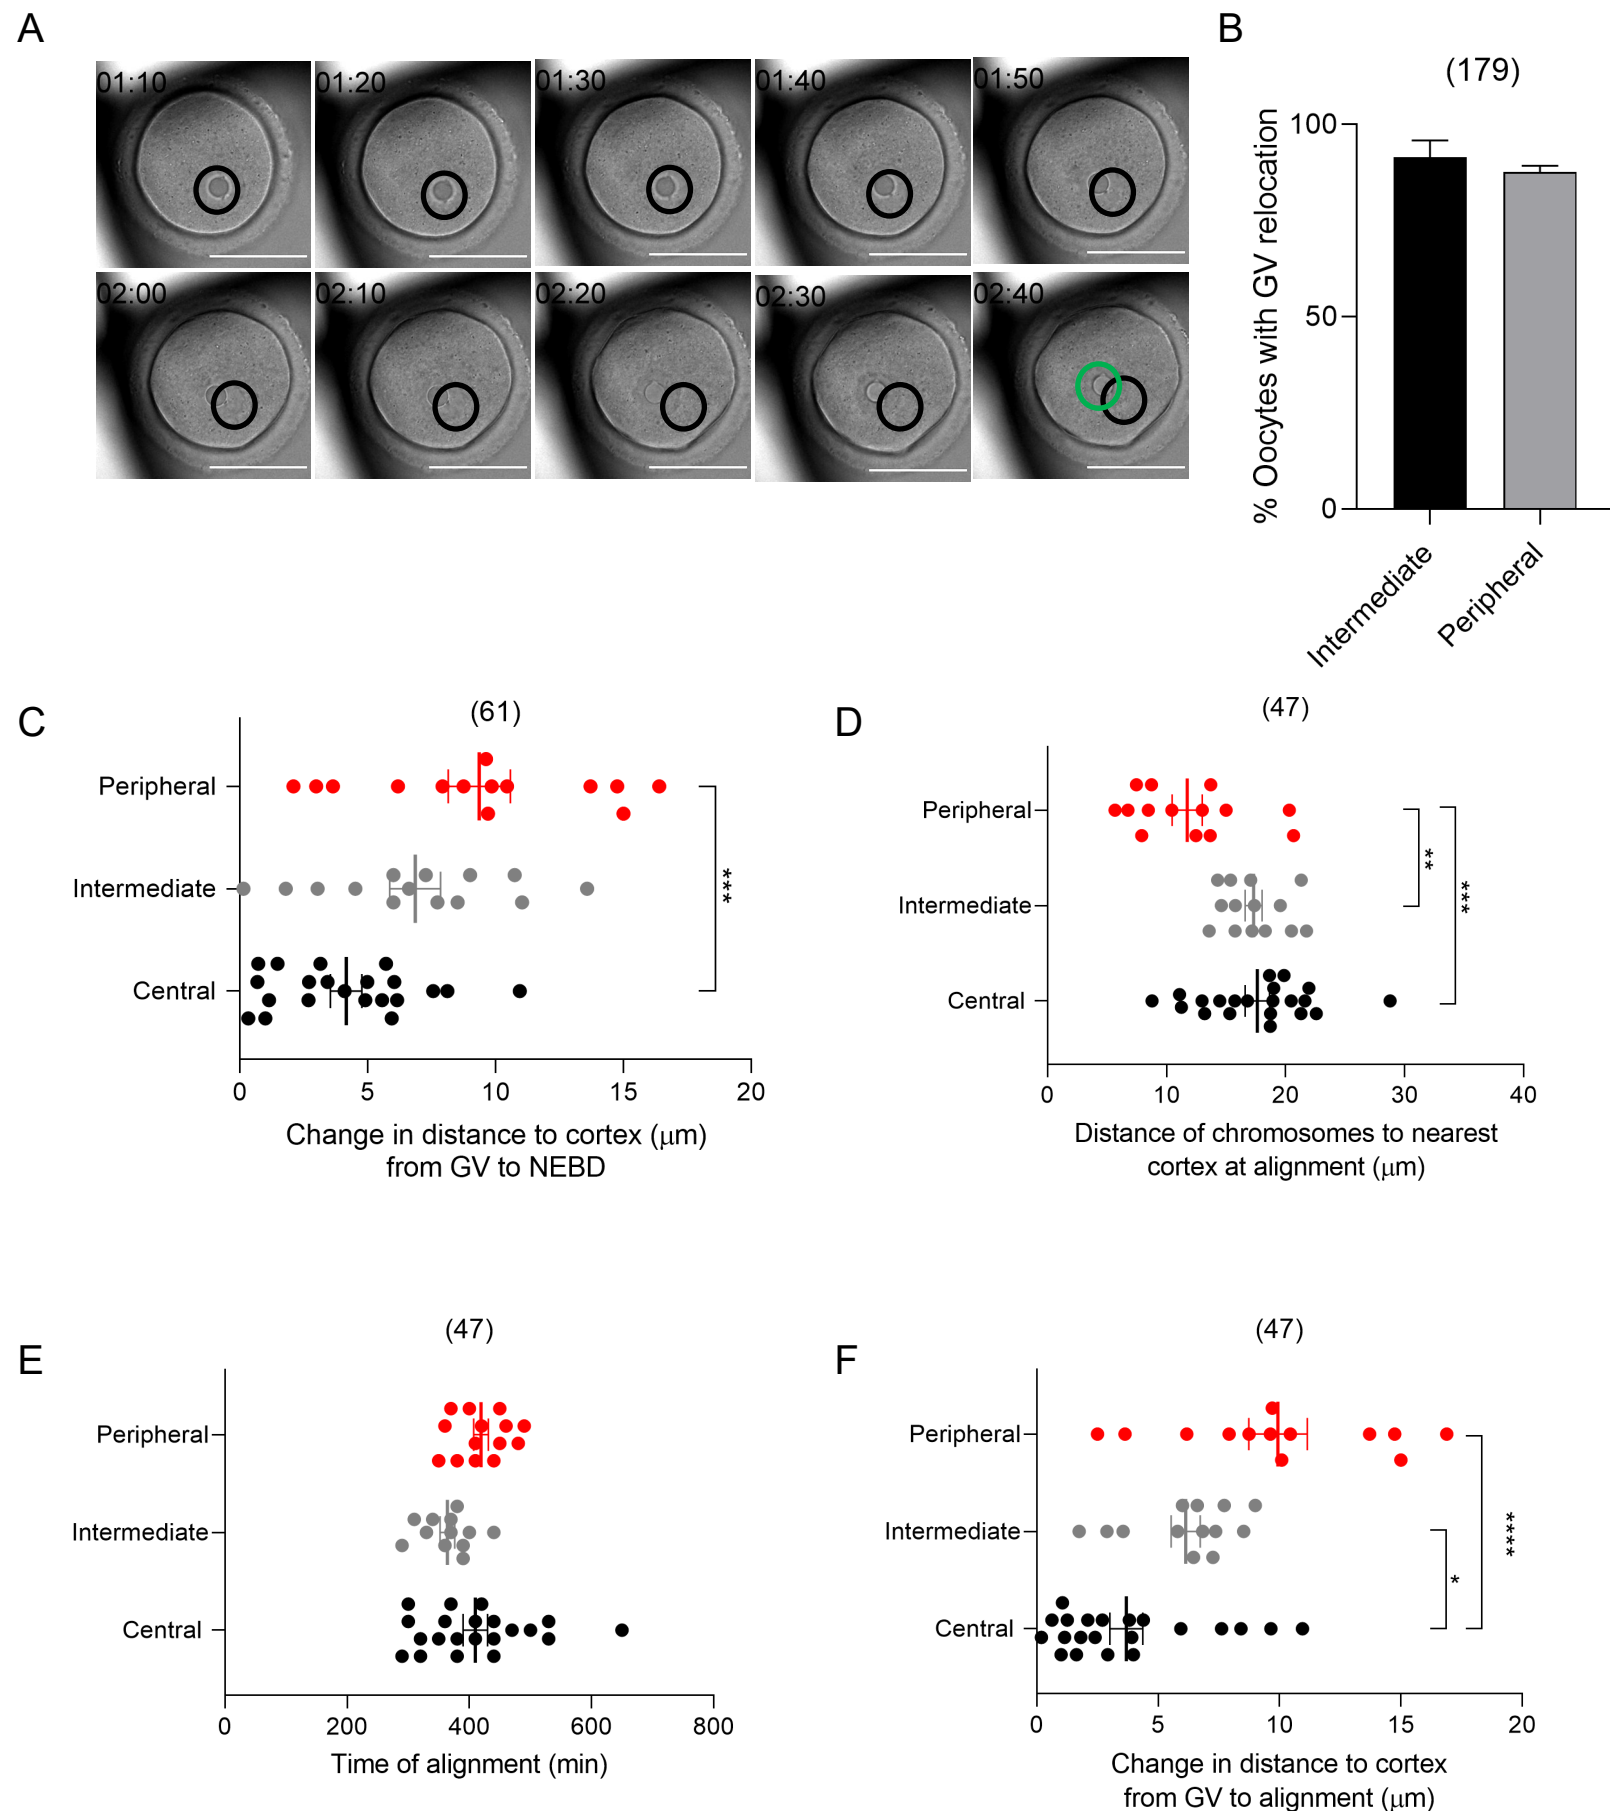 A
01:10
01:20
01:30
01:40
01:50
02:00
02:10
02:20
02:30
02:40
B
(179)
% Oocytes with GV relocation
100
50
0
Intermediate
Peripheral
C
(61)
Peripheral
Intermediate
Central
***
0
5
10
15
20
Change in distance to cortex (μm)
from GV to NEBD
D
(47)
Peripheral
Intermediate
Central
**
***
0
10
20
30
40
Distance of chromosomes to nearest
cortex at alignment (μm)
E
(47)
Peripheral
Intermediate
Central
0
200
400
600
800
Time of alignment (min)
F
(47)
Peripheral
Intermediate
Central
*
****
0
5
10
15
20
Change in distance to cortex
from GV to alignment (μm)